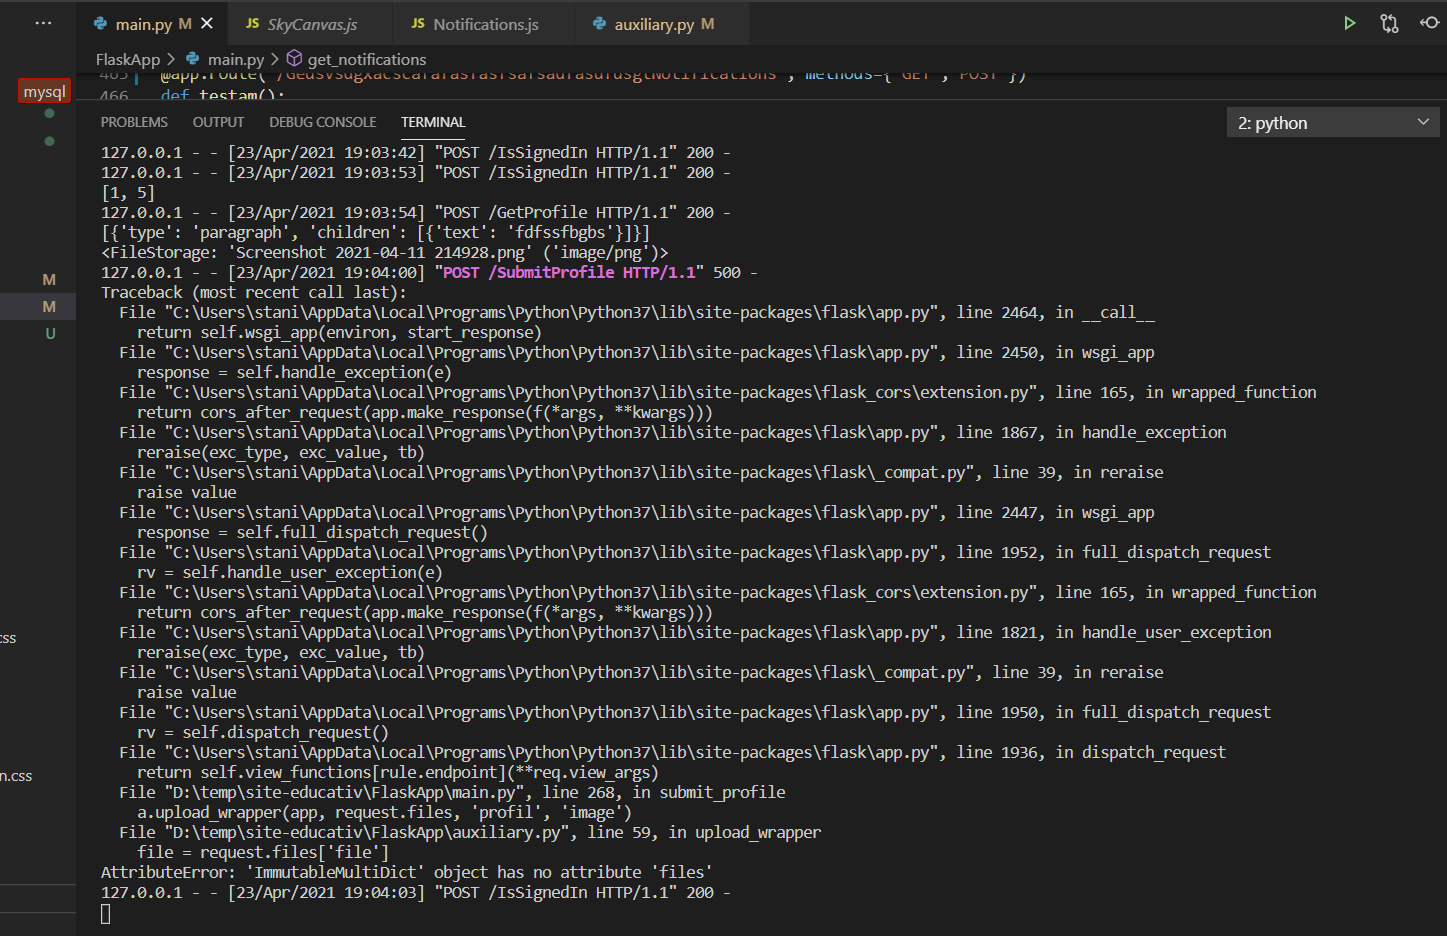 ··· main.py M × JS SkyCanvas.js JS Notifications.js auxiliary.py M
FlaskApp > main.py > get_notifications
mysql
466 def testam():
PROBLEMS OUTPUT DEBUG CONSOLE TERMINAL 2: python
127.0.0.1 - - [23/Apr/2021 19:03:42] "POST /IsSignedIn HTTP/1.1" 200 -
127.0.0.1 - - [23/Apr/2021 19:03:53] "POST /IsSignedIn HTTP/1.1" 200 -
[1, 5]
127.0.0.1 - - [23/Apr/2021 19:03:54] "POST /GetProfile HTTP/1.1" 200 -
[{'type': 'paragraph', 'children': [{'text': 'fdfssfbgbs'}]}]
<FileStorage: 'Screenshot 2021-04-11 214928.png' ('image/png')>
127.0.0.1 - - [23/Apr/2021 19:04:00] "POST /SubmitProfile HTTP/1.1" 500 -
Traceback (most recent call last):
File "C:\Users\stani\AppData\Local\Programs\Python\Python37\lib\site-packages\flask\app.py", line 2464, in __call__
return self.wsgi_app(environ, start_response)
File "C:\Users\stani\AppData\Local\Programs\Python\Python37\lib\site-packages\flask\app.py", line 2450, in wsgi_app
response = self.handle_exception(e)
File "C:\Users\stani\AppData\Local\Programs\Python\Python37\lib\site-packages\flask_cors\extension.py", line 165, in wrapped_function
return cors_after_request(app.make_response(f(*args, **kwargs)))
File "C:\Users\stani\AppData\Local\Programs\Python\Python37\lib\site-packages\flask\app.py", line 1867, in handle_exception
reraise(exc_type, exc_value, tb)
File "C:\Users\stani\AppData\Local\Programs\Python\Python37\lib\site-packages\flask\_compat.py", line 39, in reraise
raise value
File "C:\Users\stani\AppData\Local\Programs\Python\Python37\lib\site-packages\flask\app.py", line 2447, in wsgi_app
response = self.full_dispatch_request()
File "C:\Users\stani\AppData\Local\Programs\Python\Python37\lib\site-packages\flask\app.py", line 1952, in full_dispatch_request
rv = self.handle_user_exception(e)
File "C:\Users\stani\AppData\Local\Programs\Python\Python37\lib\site-packages\flask_cors\extension.py", line 165, in wrapped_function
return cors_after_request(app.make_response(f(*args, **kwargs)))
File "C:\Users\stani\AppData\Local\Programs\Python\Python37\lib\site-packages\flask\app.py", line 1821, in handle_user_exception
reraise(exc_type, exc_value, tb)
File "C:\Users\stani\AppData\Local\Programs\Python\Python37\lib\site-packages\flask\_compat.py", line 39, in reraise
raise value
File "C:\Users\stani\AppData\Local\Programs\Python\Python37\lib\site-packages\flask\app.py", line 1950, in full_dispatch_request
rv = self.dispatch_request()
File "C:\Users\stani\AppData\Local\Programs\Python\Python37\lib\site-packages\flask\app.py", line 1936, in dispatch_request
return self.view_functions[rule.endpoint](**req.view_args)
File "D:\temp\site-educativ\FlaskApp\main.py", line 268, in submit_profile
a.upload_wrapper(app, request.files, 'profil', 'image')
File "D:\temp\site-educativ\FlaskApp\auxiliary.py", line 59, in upload_wrapper
file = request.files['file']
AttributeError: 'ImmutableMultiDict' object has no attribute 'files'
127.0.0.1 - - [23/Apr/2021 19:04:03] "POST /IsSignedIn HTTP/1.1" 200 -
M
M
U
css
n.css